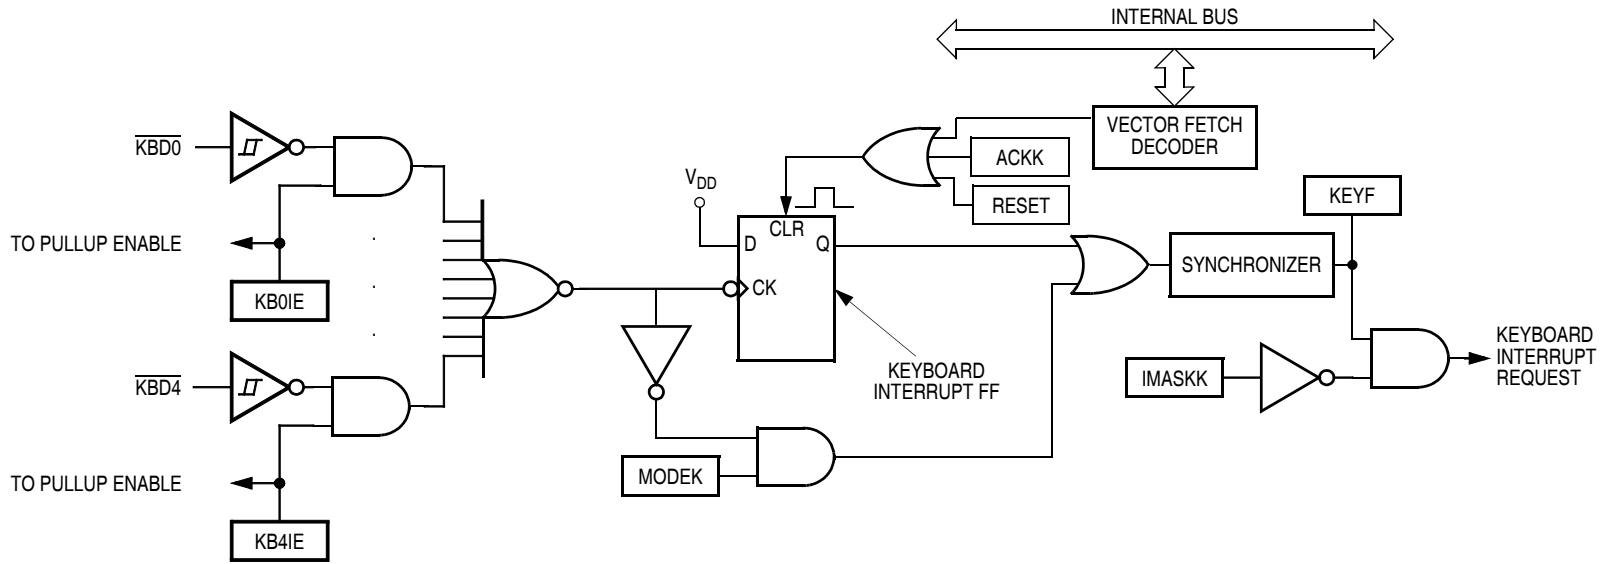 INTERNAL BUS
VECTOR FETCH
DECODER
ACKK
RESET
KBD0
TO PULLUP ENABLE
KB0IE
VDD
D
CLR
Q
CK
KEYBOARD
INTERRUPT FF
SYNCHRONIZER
KEYF
IMASKK
KEYBOARD
INTERRUPT
REQUEST
KBD4
TO PULLUP ENABLE
KB4IE
MODEK